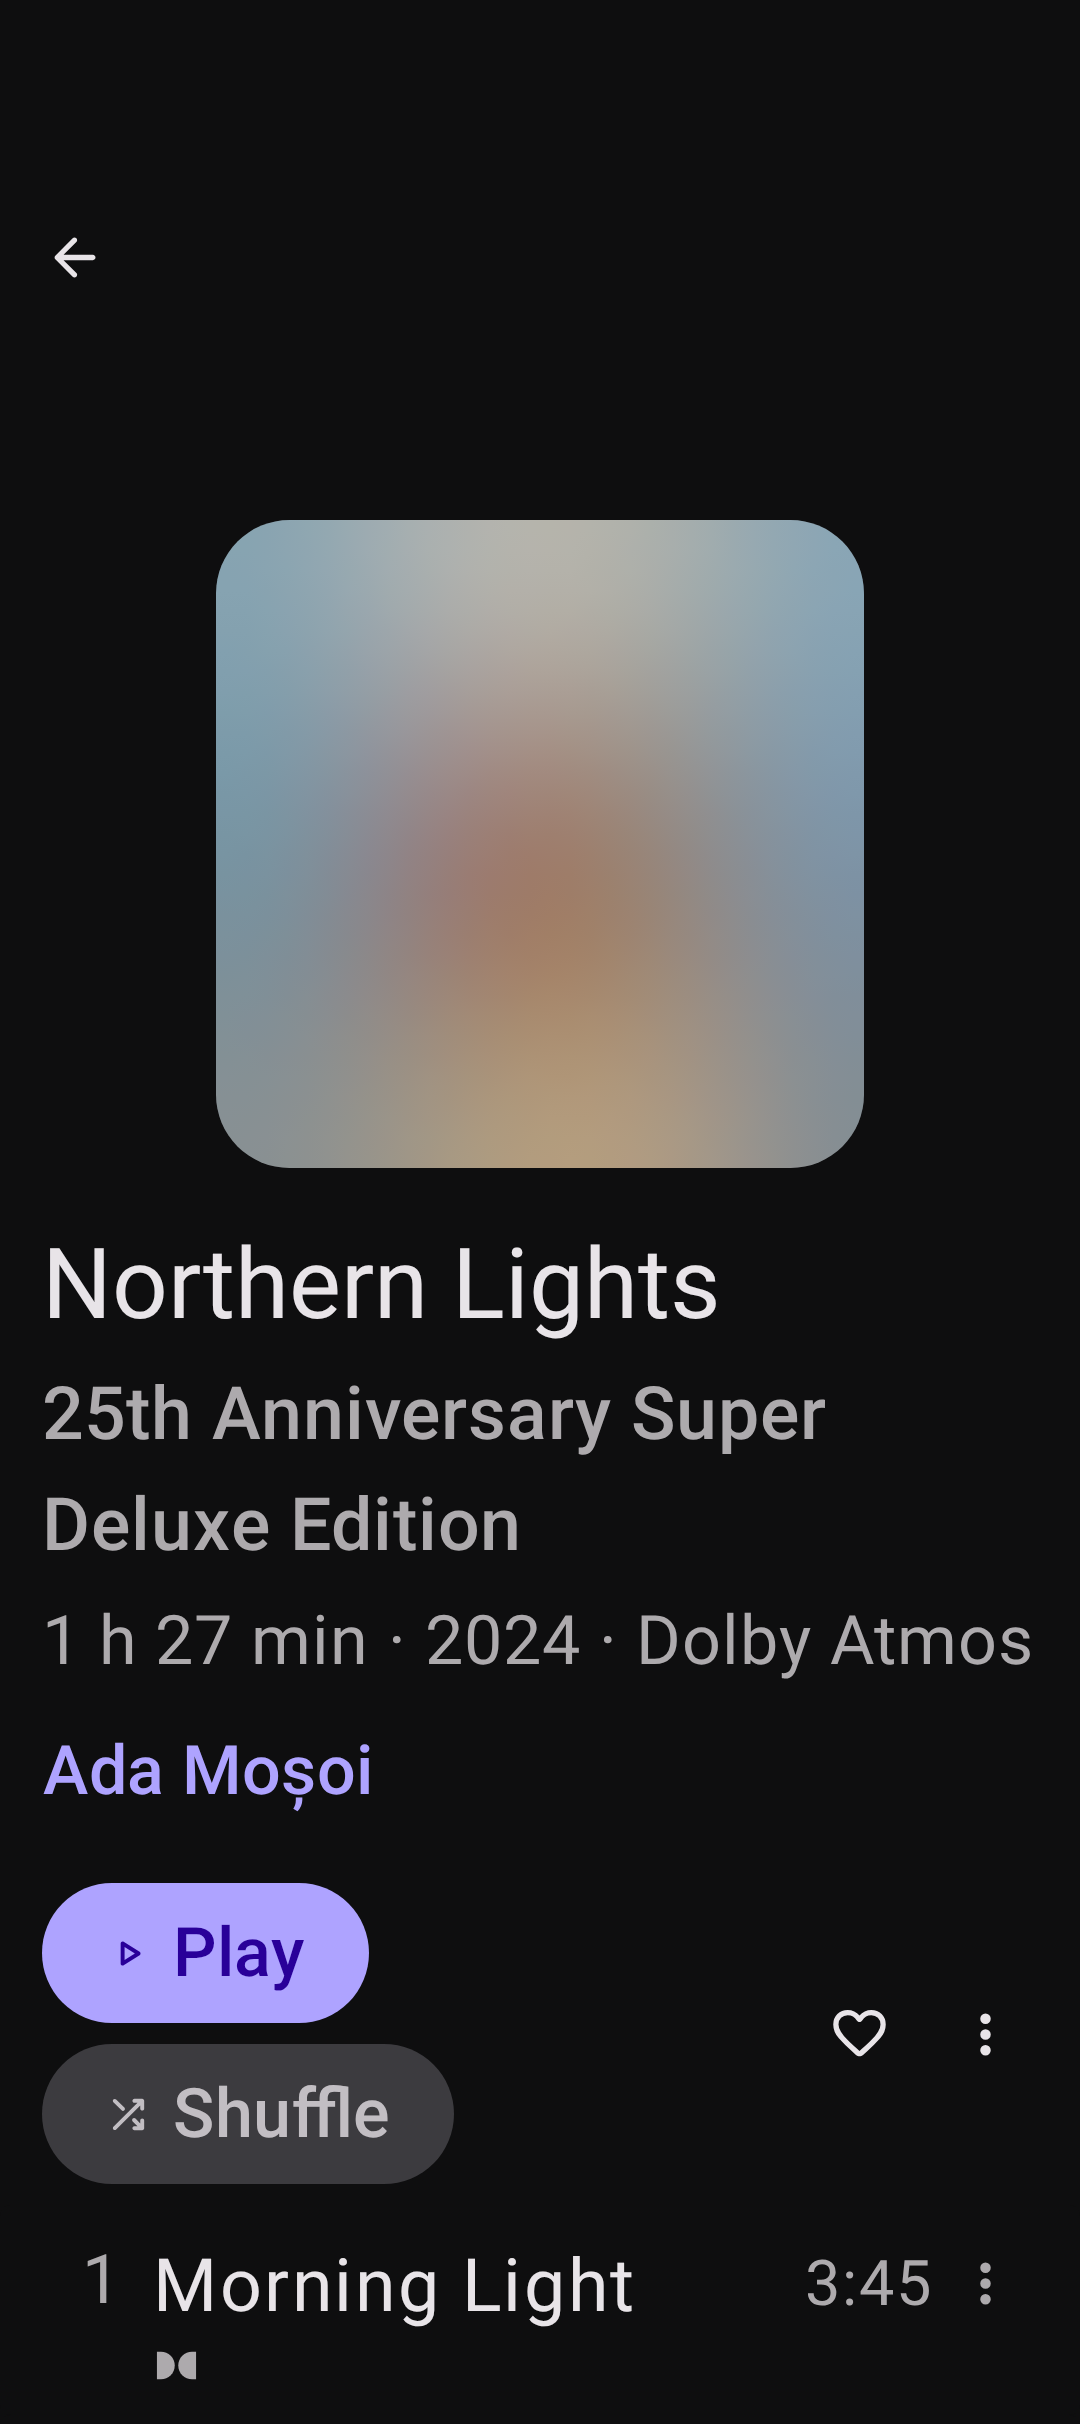 Northern Lights
25th Anniversary Super
Deluxe Edition
1 h 27 min · 2024 · Dolby Atmos
Ada Moșoi
Play
Shuffle
1 Morning Light 3:45